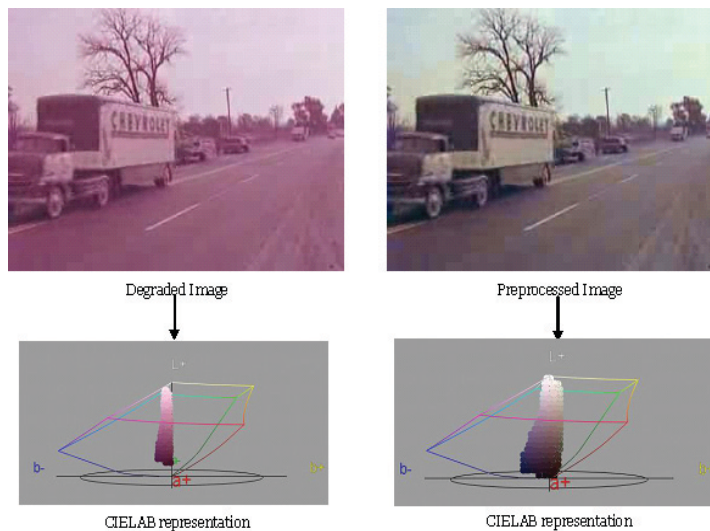 CHEVROLET
CHEVROLET
Degraded Image
Preprocessed Image
L+
b-
a+
b+
L+
b-
a+
CIELAB representation
CIELAB representation